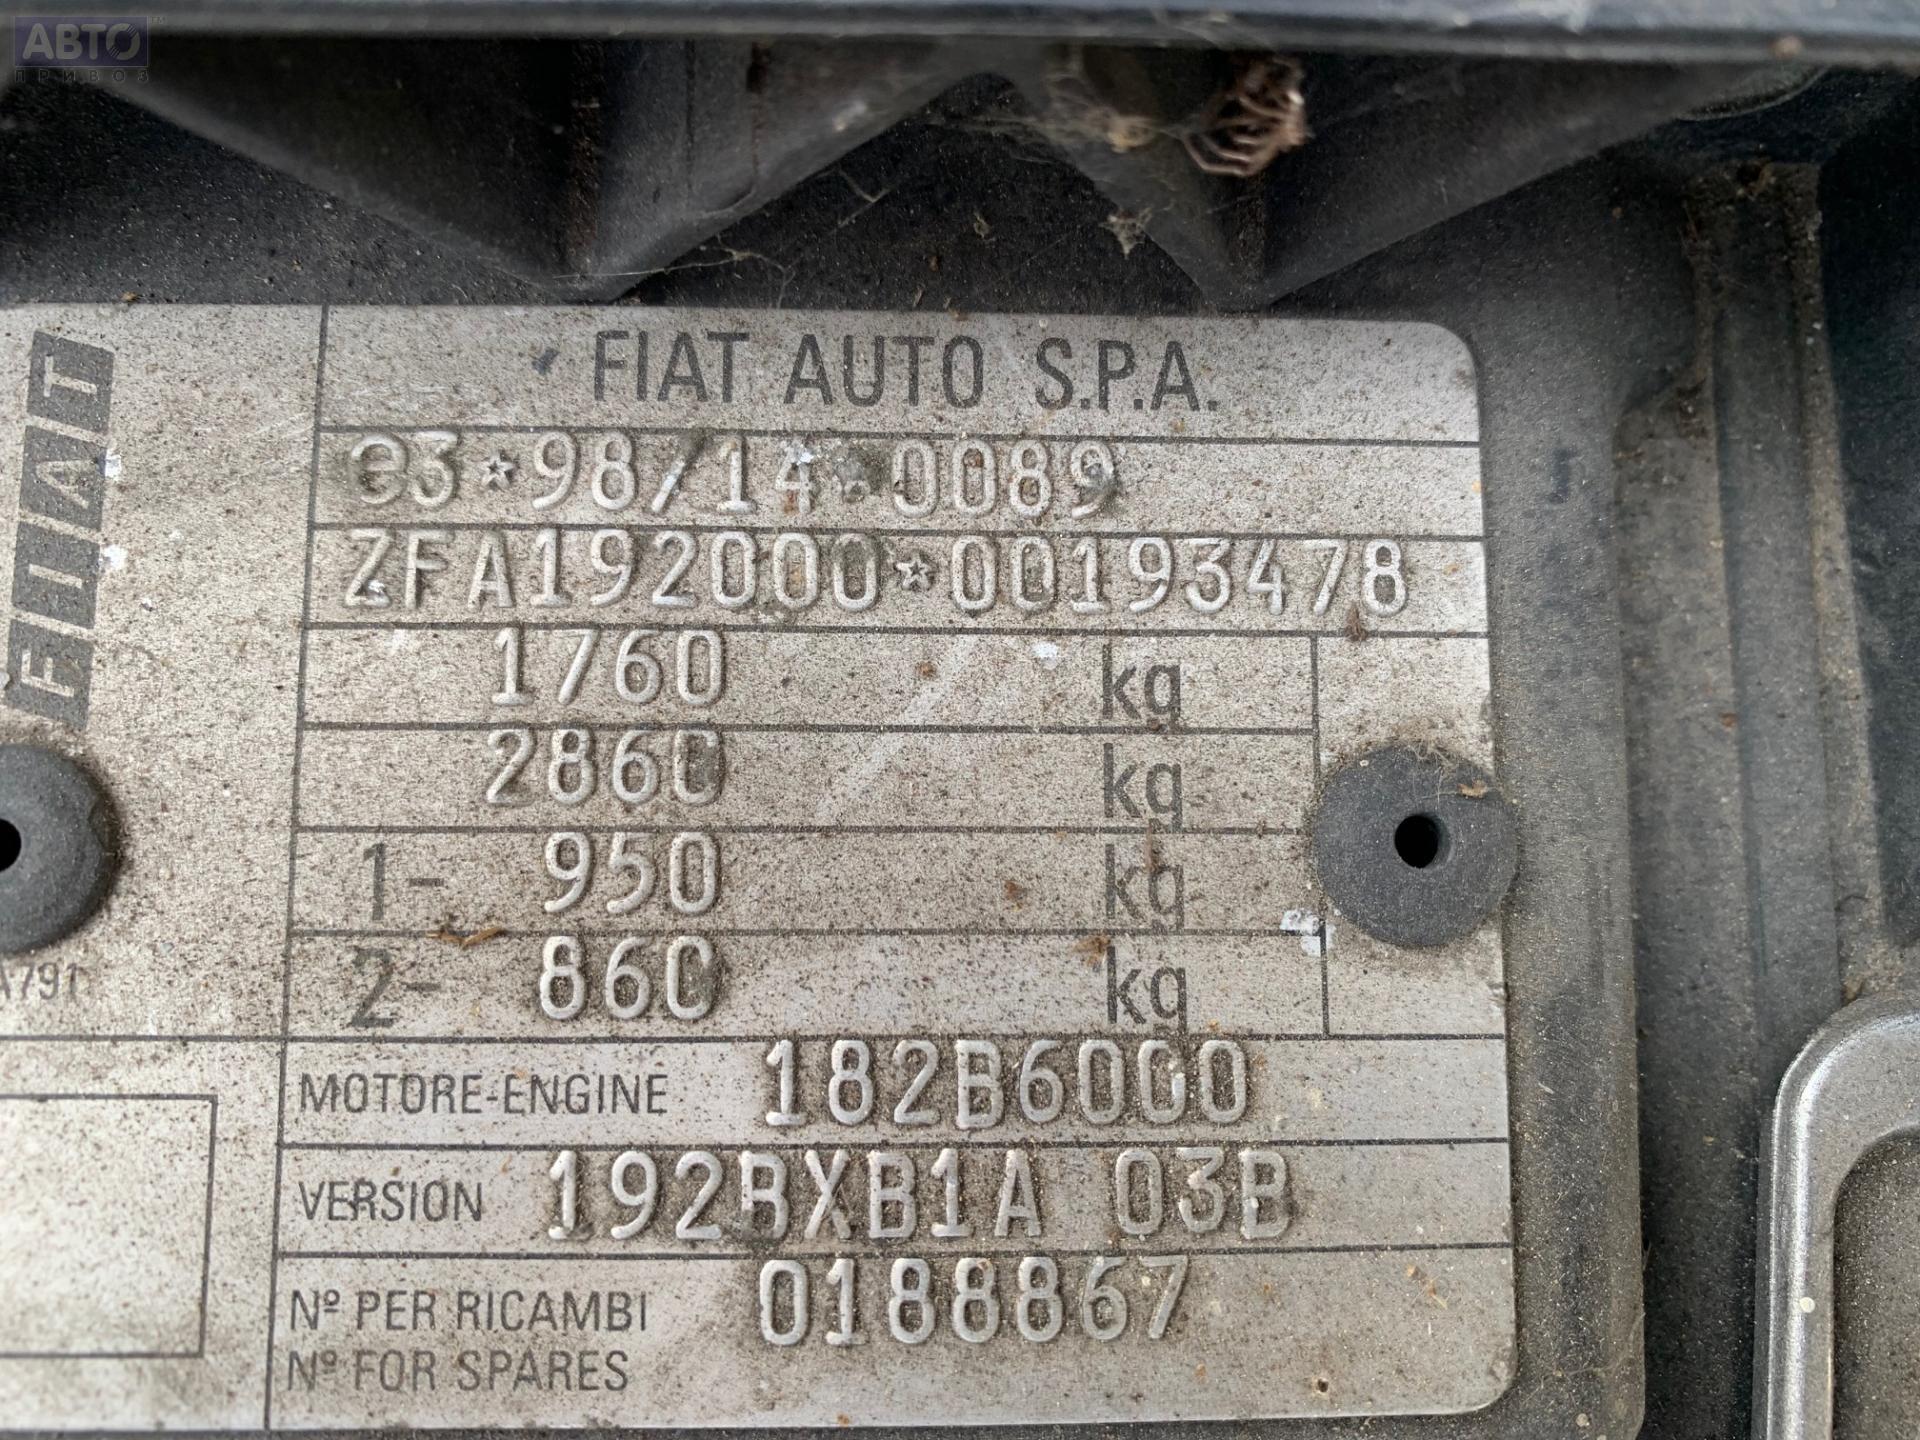 АВТО™
ПРИВОЗ
FIAT
FIAT AUTO S.P.A.
e3*98/14*0089
ZFA192000*00193478
1760 kg
2860 kg
1- 950 kg
2- 860 kg
A791
MOTORE-ENGINE 182B6000
VERSION 192BXB1A 03B
Nº PER RICAMBI 0188867
Nº FOR SPARES